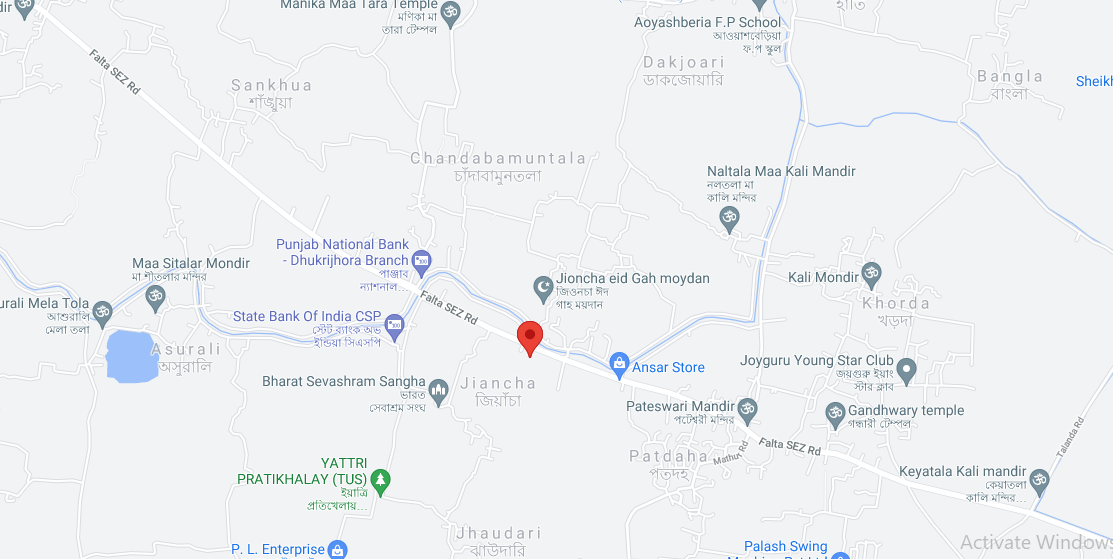 ndir
Manika Maa Tara Temple
মণিকা মা
তারা টেম্পল
Aoyashberia F.P School
আওয়াশবেড়িয়া
ফ.প স্কুল
Falta SEZ Rd
Sankhua
শাঁখুয়া
Dakjoari
ডাকজোয়ারি
Bangla
বাংলা
Sheikh
Chandabamuntala
চাঁদাবামুনতলা
Naltala Maa Kali Mandir
নলতলা মা
কালি মন্দির
Punjab National Bank
- Dhukrijhora Branch
পাঞ্জাব
ন্যাশনাল...
Maa Sitalar Mondir
মা শীতলার মন্দির
Jioncha eid Gah moydan
জিওনচা ঈদ
গাহ ময়দান
Kali Mondir
Khorda
খড়দা
urali Mela Tola
আশুরালি
মেলা তলা
Falta SEZ Rd
State Bank Of India CSP
স্টেট ব্যাংক অভ
ইন্ডিয়া সিএসপি
Asurali
অসুরালি
Ansar Store
Joyguru Young Star Club
জয়গুরু ইয়াং
স্টার ক্লাব
Bharat Sevashram Sangha
ভারত
সেবাশ্রম সংঘ
Jiancha
জিয়াঁচা
Pateswari Mandir
পটেশ্বরী মন্দির
Gandhwary temple
গন্ধারী টেম্পল
Falta SEZ Rd
Talanda Rd
Patdaha
পতদহ
Mathur Rd
YATTRI
PRATIKHALAY (TUS)
ইয়াত্রি
প্রতিখেলায়...
Keyatala Kali mandir
কেয়াতলা
কালি মন্দির...
Jhaudari
ঝাউদারি
P. L. Enterprise
Palash Swing
Activate Windows